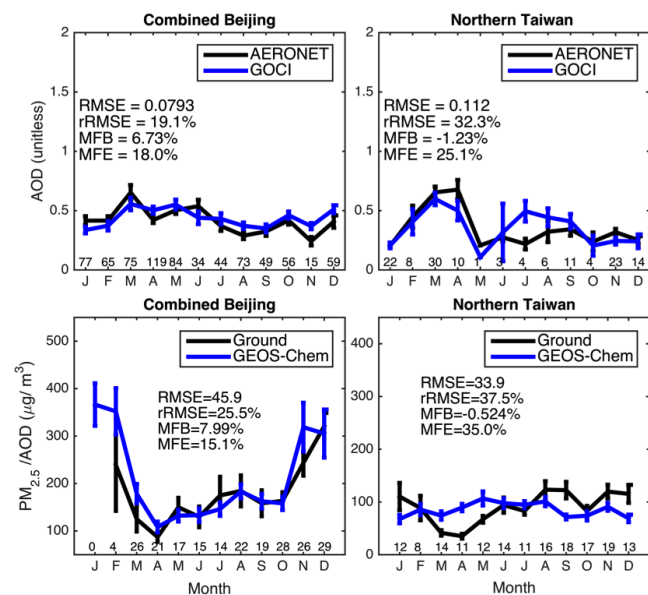 Combined Beijing
Northern Taiwan
2
1.5
1
0.5
0
AOD (unitless)
AERONET
GOCI
RMSE = 0.0793
rRMSE = 19.1%
MFB = 6.73%
MFE = 18.0%
77 65 75 119 84 34 44 73 49 56 15 59
J F M A M J J A S O N D
2
1.5
1
0.5
0
AERONET
GOCI
RMSE = 0.112
rRMSE = 32.3%
MFB = -1.23%
MFE = 25.1%
22 8 30 10 1 3 4 6 11 4 23 14
J F M A M J J A S O N D
Combined Beijing
Northern Taiwan
500
400
300
200
100
PM2.5 /AOD (μg/ m3)
Ground
GEOS-Chem
RMSE=45.9
rRMSE=25.5%
MFB=7.99%
MFE=15.1%
0 4 26 21 17 15 14 22 19 28 26 29
J F M A M J J A S O N D
Month
400
300
200
100
0
Ground
GEOS-Chem
RMSE=33.9
rRMSE=37.5%
MFB=-0.524%
MFE=35.0%
12 8 14 11 12 14 11 16 18 17 19 13
J F M A M J J A S O N D
Month